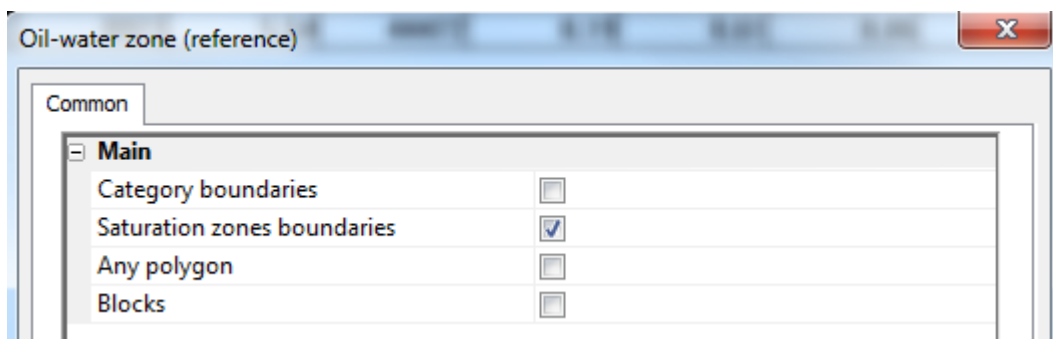 Oil-water zone (reference)
Common
Main
Category boundaries
Saturation zones boundaries
Any polygon
Blocks